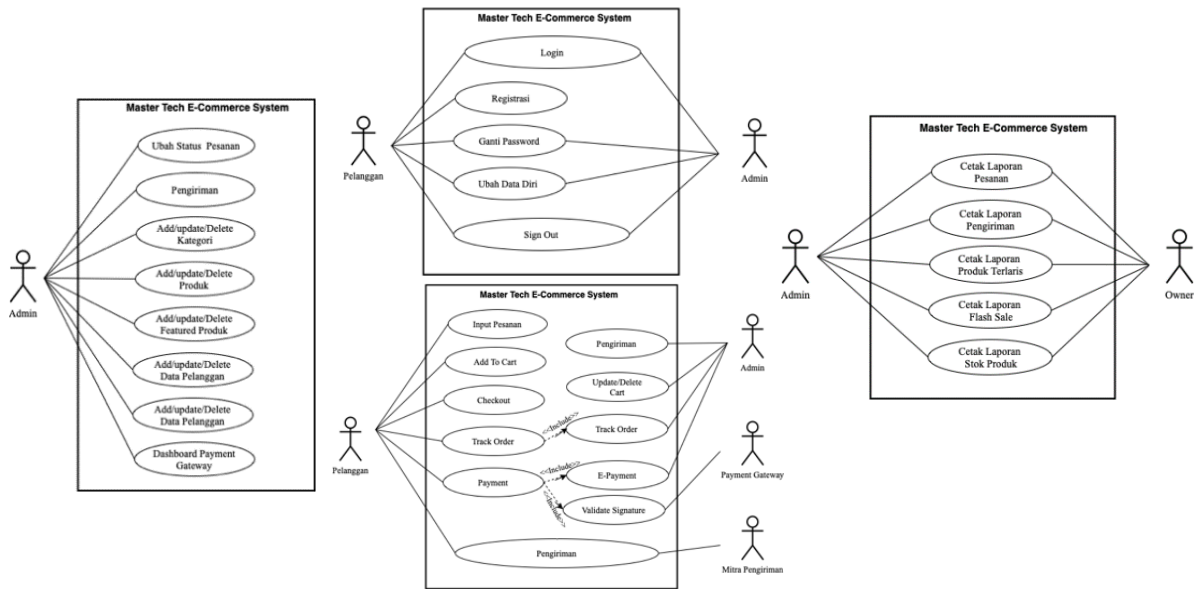 Master Tech E-Commerce System
Ubah Status Pesanan
Pengiriman
Add/update/Delete
Kategori
Add/update/Delete
Produk
Add/update/Delete
Featured Produk
Add/update/Delete
Data Pelanggan
Add/update/Delete
Data Pelanggan
Dashboard Payment
Gateway
Admin
Master Tech E-Commerce System
Login
Registrasi
Ganti Password
Ubah Data Diri
Sign Out
Pelanggan
Admin
Master Tech E-Commerce System
Input Pesanan
Add To Cart
Checkout
Track Order
Payment
Pengiriman
Update/Delete
Cart
<<Include>>
Track Order
<<Include>>
E-Payment
<<Include>>
Validate Signature
Pengiriman
Pelanggan
Admin
Payment Gateway
Mitra Pengiriman
Master Tech E-Commerce System
Cetak Laporan
Pesanan
Cetak Laporan
Pengiriman
Cetak Laporan
Produk Terlaris
Cetak Laporan
Flash Sale
Cetak Laporan
Stok Produk
Admin
Owner